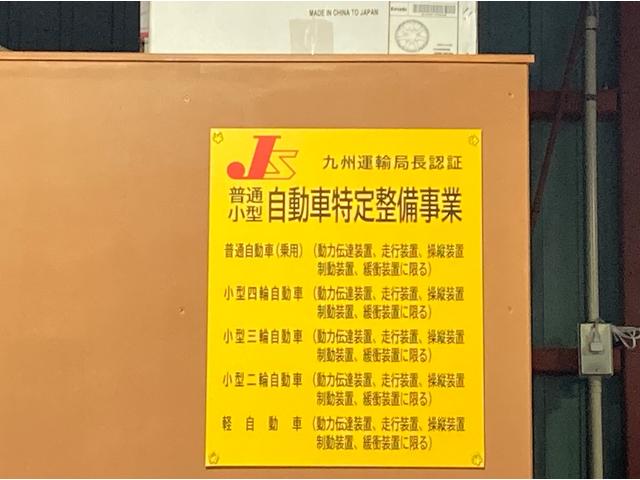 MADE IN CHINA TO JAPAN
JS
九州運輸局長認証
普通
小型 自動車特定整備事業
普通自動車(乗用) (動力伝達装置、走行装置、操縦装置
制動装置、緩衝装置に限る)
小型四輪自動車 (動力伝達装置、走行装置、操縦装置
制動装置、緩衝装置に限る)
小型三輪自動車 (動力伝達装置、走行装置、操縦装置
制動装置、緩衝装置に限る)
小型二輪自動車 (動力伝達装置、走行装置、操縦装置
制動装置、緩衝装置に限る)
軽自動車 (動力伝達装置、走行装置、操縦装置
制動装置、緩衝装置に限る)